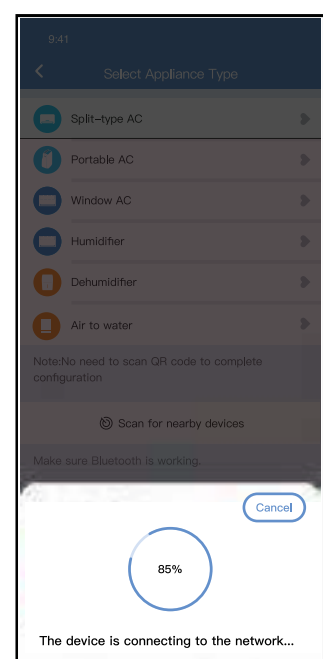 9:41
Select Appliance Type
Split-type AC
Portable AC
Window AC
Humidifier
Dehumidifier
Air to water
Note:No need to scan QR code to complete
configuration
Scan for nearby devices
Make sure Bluetooth is working.
Cancel
85%
The device is connecting to the network...